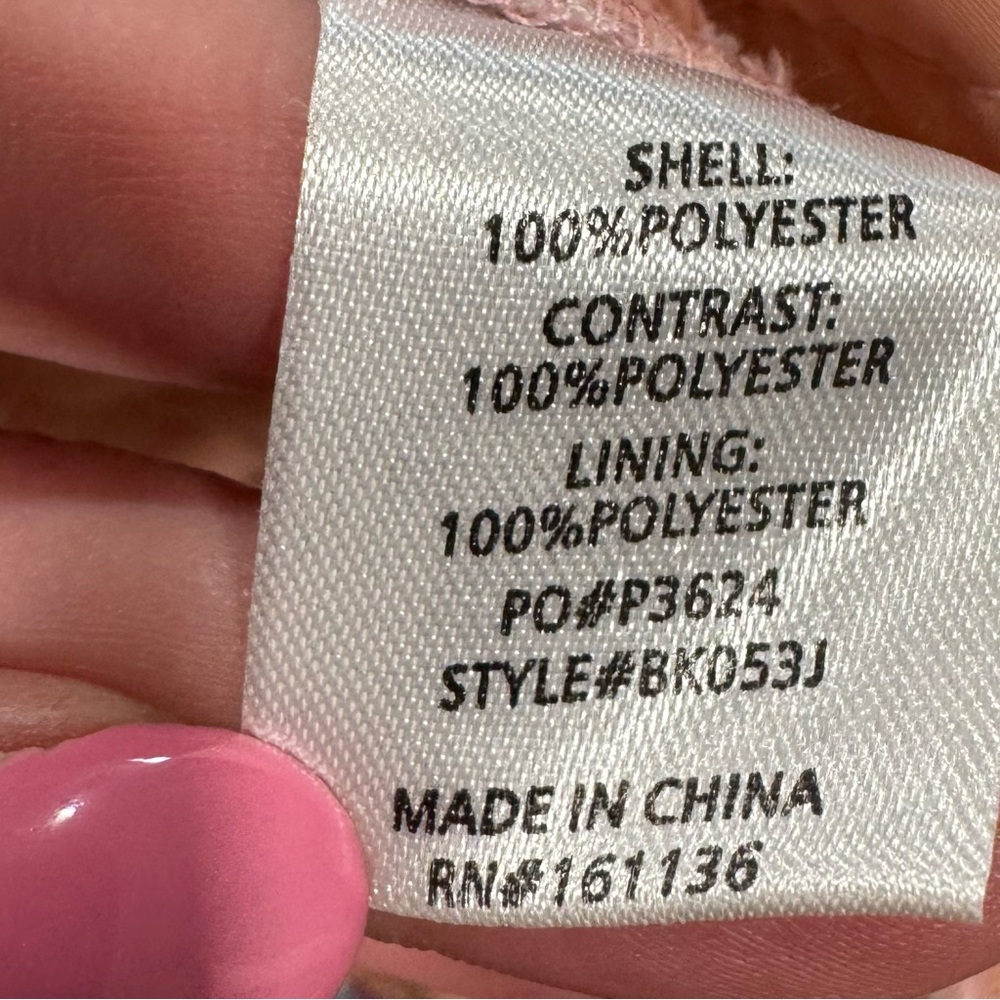 SHELL:
100%POLYESTER
CONTRAST:
100%POLYESTER
LINING:
100%POLYESTER
PO#P3624
STYLE#BK053J
MADE IN CHINA
RN#161136